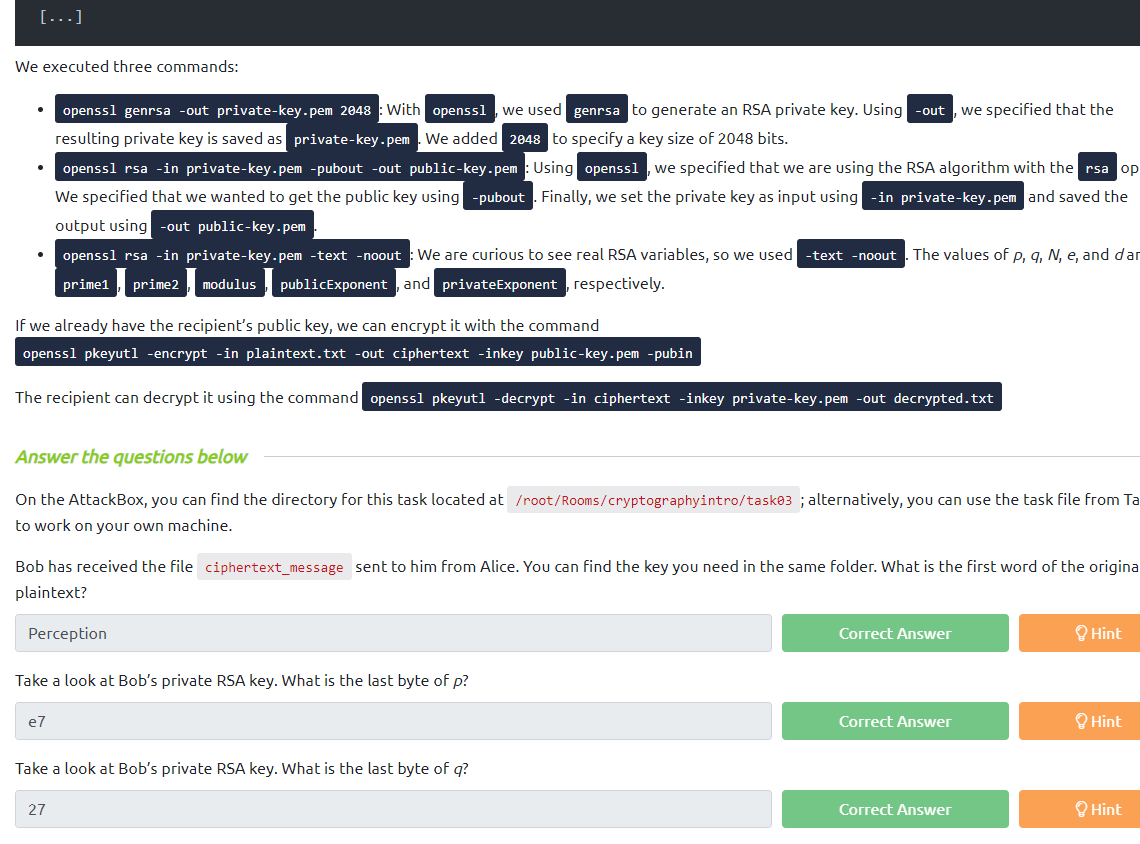 [...]
We executed three commands:
openssl genrsa -out private-key.pem 2048 : With openssl , we used genrsa to generate an RSA private key. Using -out , we specified that the
resulting private key is saved as private-key.pem . We added 2048 to specify a key size of 2048 bits.
openssl rsa -in private-key.pem -pubout -out public-key.pem : Using openssl , we specified that we are using the RSA algorithm with the rsa op
We specified that we wanted to get the public key using -pubout . Finally, we set the private key as input using -in private-key.pem and saved the
output using -out public-key.pem .
openssl rsa -in private-key.pem -text -noout : We are curious to see real RSA variables, so we used -text -noout . The values of p, q, N, e, and d ar
prime1 , prime2 , modulus , publicExponent , and privateExponent , respectively.
If we already have the recipient’s public key, we can encrypt it with the command
openssl pkeyutl -encrypt -in plaintext.txt -out ciphertext -inkey public-key.pem -pubin
The recipient can decrypt it using the command openssl pkeyutl -decrypt -in ciphertext -inkey private-key.pem -out decrypted.txt
Answer the questions below
On the AttackBox, you can find the directory for this task located at /root/Rooms/cryptographyintro/task03 ; alternatively, you can use the task file from Ta
to work on your own machine.
Bob has received the file ciphertext_message sent to him from Alice. You can find the key you need in the same folder. What is the first word of the origina
plaintext?
Perception Correct Answer Hint
Take a look at Bob’s private RSA key. What is the last byte of p?
e7 Correct Answer Hint
Take a look at Bob’s private RSA key. What is the last byte of q?
27 Correct Answer Hint